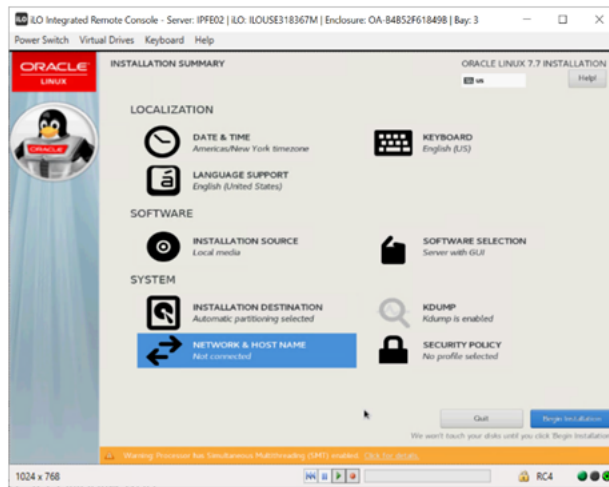 iLO Integrated Remote Console - Server: IPFE02 | iLO: ILOUSE318367M | Enclosure: OA-B4B52F61849B | Bay: 3
Power Switch Virtual Drives Keyboard Help
ORACLE
LINUX
INSTALLATION SUMMARY
ORACLE LINUX 7.7 INSTALLATION
us
Help!
ORACLE
LOCALIZATION
DATE & TIME
Americas/New York timezone
KEYBOARD
English (US)
LANGUAGE SUPPORT
English (United States)
SOFTWARE
INSTALLATION SOURCE
Local media
SOFTWARE SELECTION
Server with GUI
SYSTEM
INSTALLATION DESTINATION
Automatic partitioning selected
KDUMP
Kdump is enabled
NETWORK & HOST NAME
Not connected
SECURITY POLICY
No profile selected
Quit
Begin Installation
We won't touch your disks until you click 'Begin Installation'
Warning: Processor has Simultaneous Multithreading (SMT) enabled. Click for details.
1024 x 768
RC4